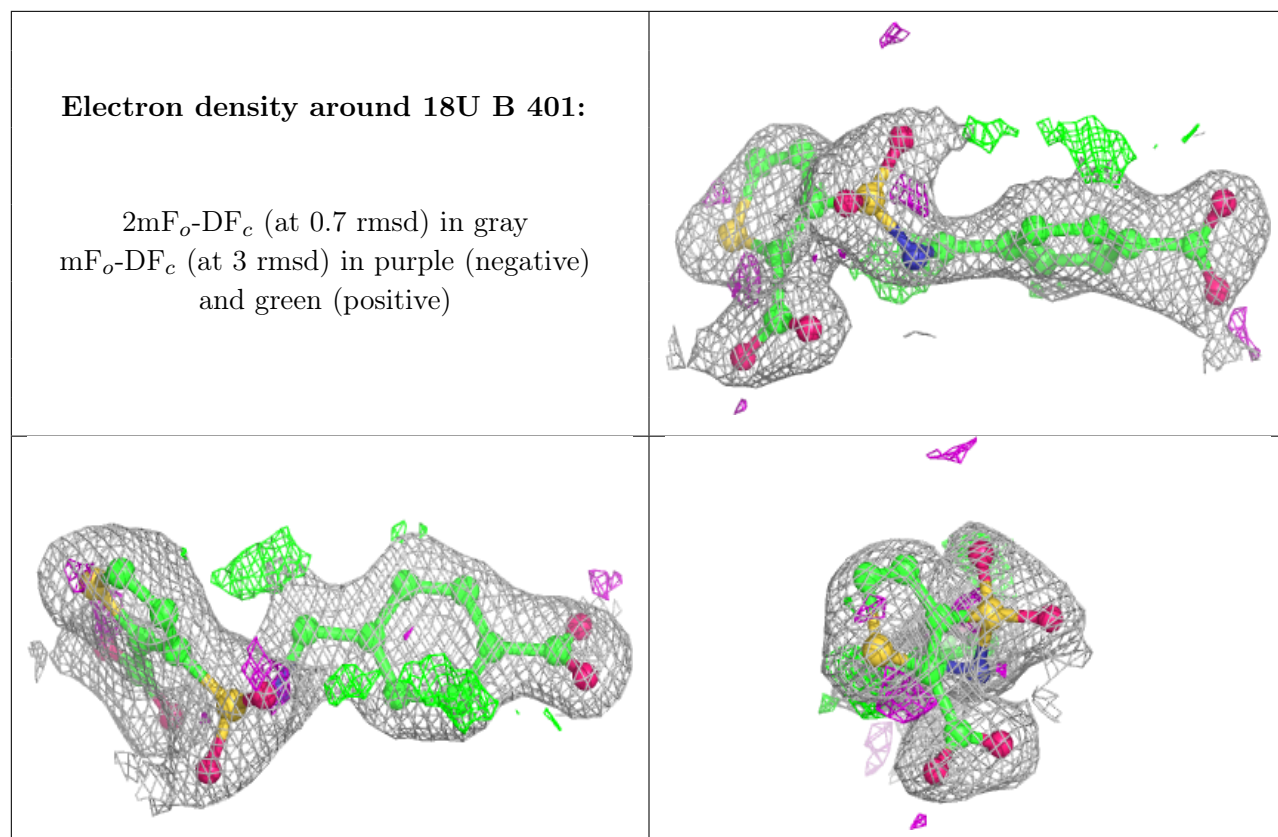 Electron density around 18U B 401:
2mFo-DFc (at 0.7 rmsd) in gray
mFo-DFc (at 3 rmsd) in purple (negative)
and green (positive)